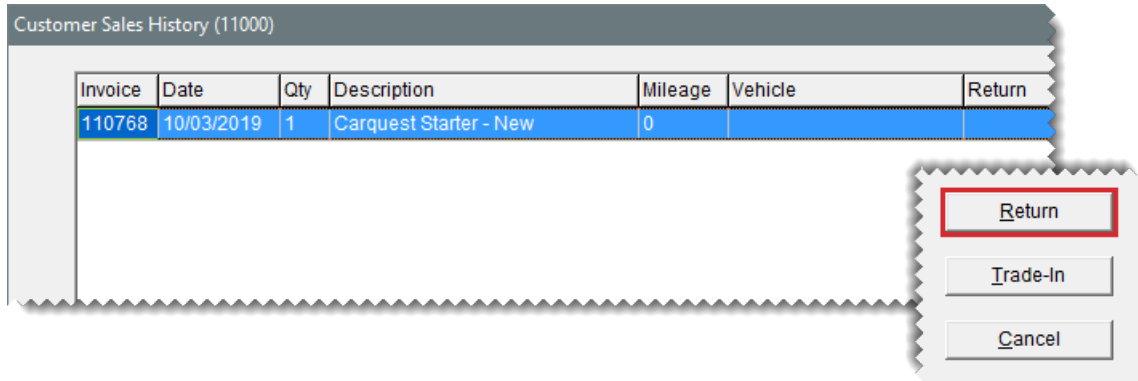 Customer Sales History (11000)
Invoice Date Qty Description Mileage Vehicle Return
110768 10/03/2019 1 Carquest Starter - New 0
Return
Trade-In
Cancel